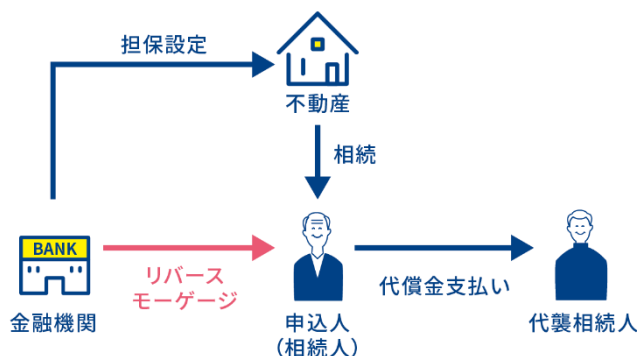 担保設定
不動産
相続
BANK
リバース
モーゲージ
代償金支払い
金融機関
申込人
(相続人)
代襲相続人